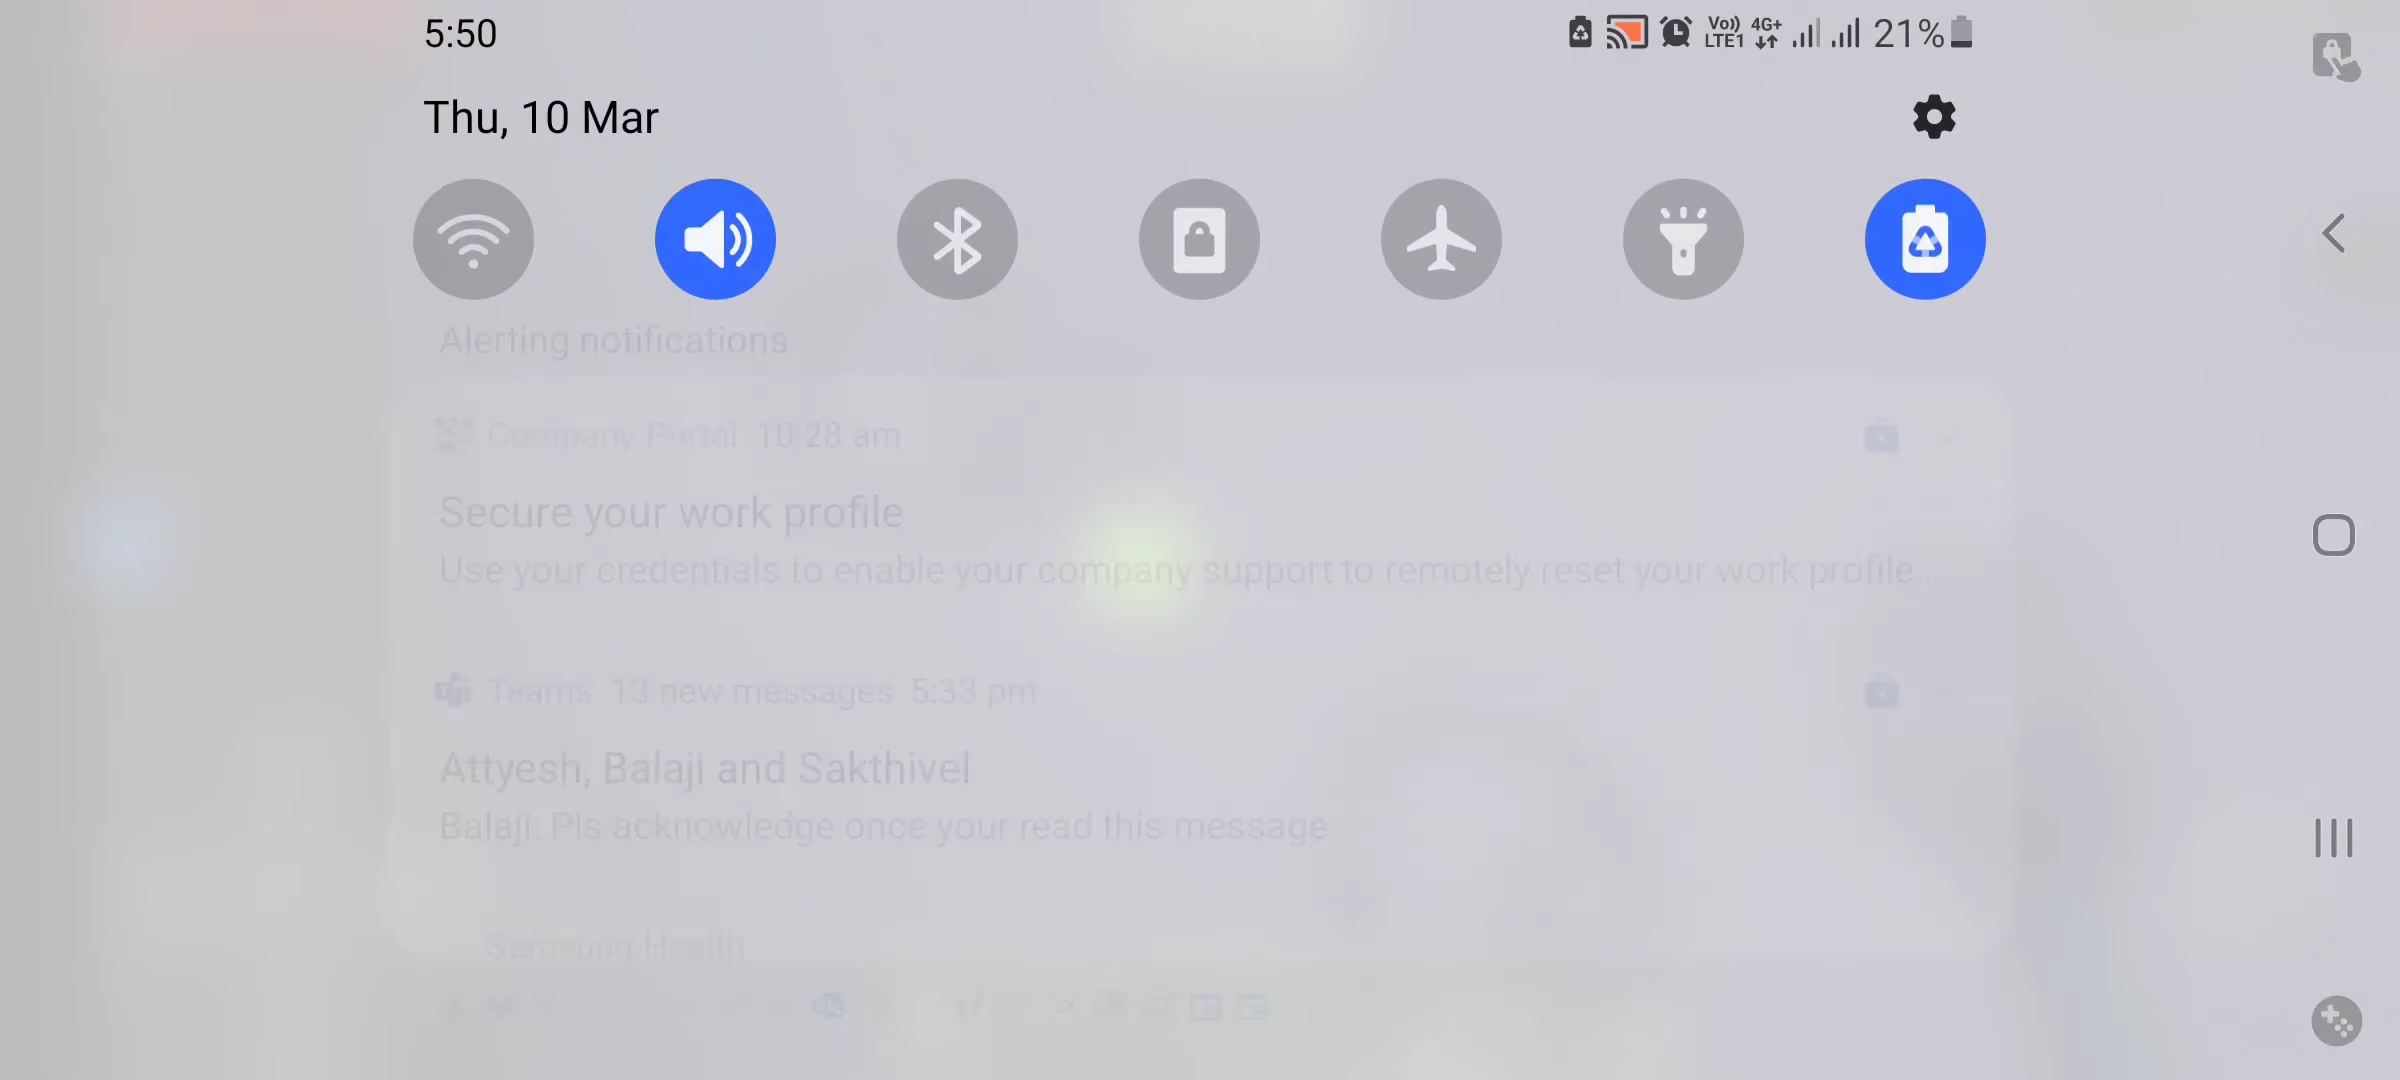 5:50
Vo)) LTE1 4G+ 21%
Thu, 10 Mar
Alerting notifications
Company Portal 10:28 am
Secure your work profile
Use your credentials to enable your company support to remotely reset your work profile...
Teams 13 new messages 5:33 pm
Attyesh, Balaji and Sakthivel
Balaji: Pls acknowledge once your read this message
Samsung Health